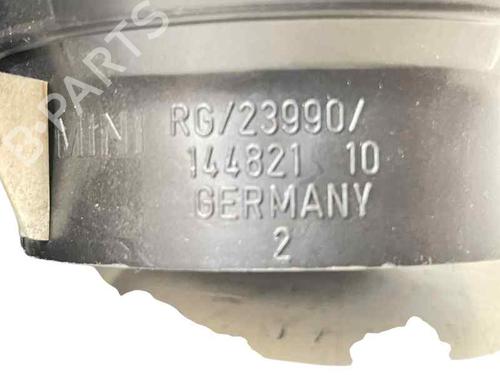 B-PARTS
MINI RG/23990/
144821 10
GERMANY
2